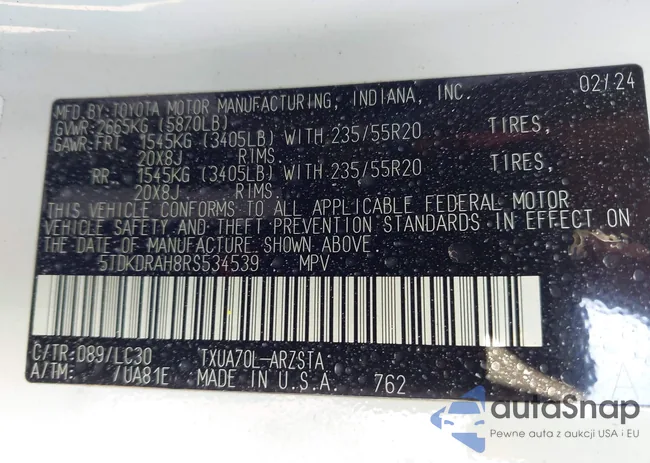 MFD.BY:TOYOTA MOTOR MANUFACTURING, INDIANA, INC. 02/24
GVWR:2665KG (5870LB)
GAWR:FRT. 1545KG (3405LB) WITH 235/55R20 TIRES,
20X8J RIMS.
RR. 1545KG (3405LB) WITH 235/55R20 TIRES,
20X8J RIMS.
THIS VEHICLE CONFORMS TO ALL APPLICABLE FEDERAL MOTOR
VEHICLE SAFETY AND THEFT PREVENTION STANDARDS IN EFFECT ON
THE DATE OF MANUFACTURE SHOWN ABOVE.
5TDKDRAH8RS534539 MPV
C/TR:089/LC30 TXUA70L-ARZSTA
A/TM: /UA81E MADE IN U.S.A. 762
autaSnap
Pewne auta z aukcji USA i EU